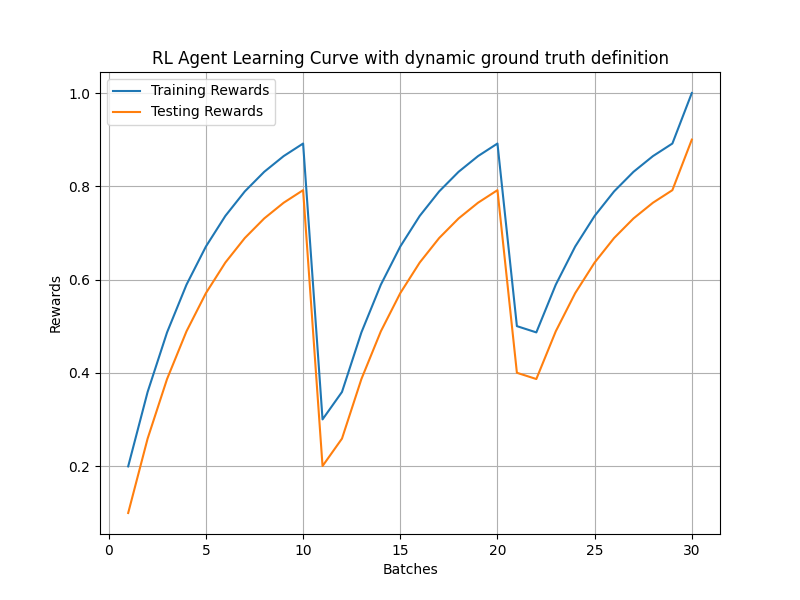 RL Agent Learning Curve with dynamic ground truth definition
Training Rewards
Testing Rewards
1.0
0.8
0.6
0.4
0.2
Rewards
0 5 10 15 20 25 30
Batches